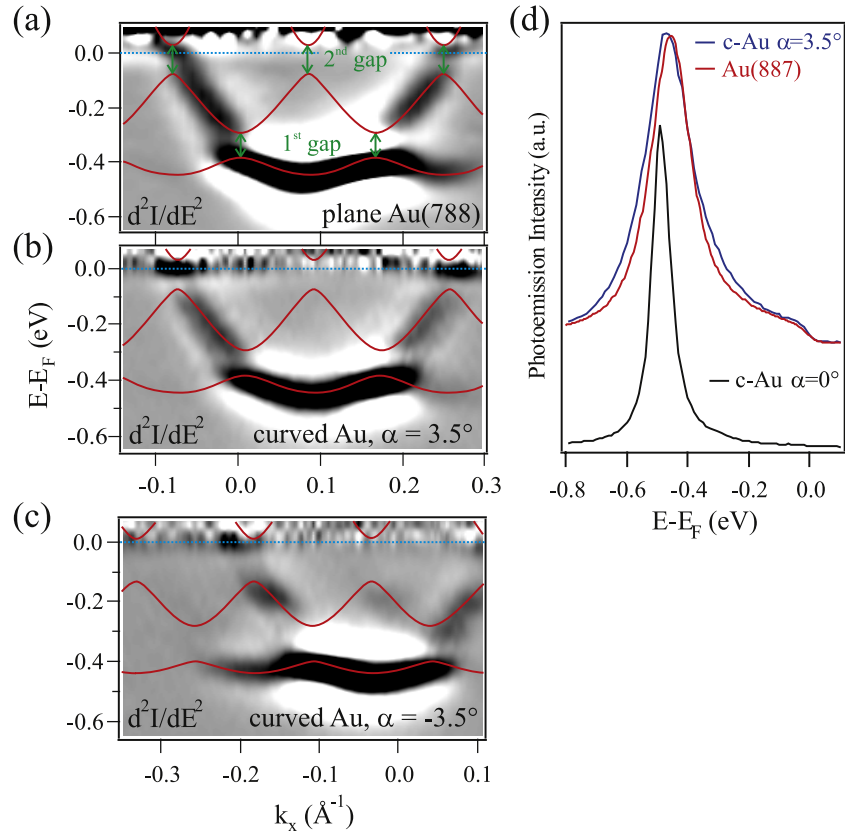 (a)
0.0
-0.2
-0.4
-0.6
2nd gap
1st gap
d²I/dE²
plane Au(788)
(b)
0.0
-0.2
-0.4
-0.6
E-E_F (eV)
d²I/dE²
curved Au, α = 3.5°
-0.1
0.0
0.1
0.2
0.3
(c)
0.0
-0.2
-0.4
-0.6
d²I/dE²
curved Au, α = -3.5°
-0.3
-0.2
-0.1
0.0
0.1
k_x (Å⁻¹)
(d)
c-Au α=3.5°
Au(887)
c-Au α=0°
Photoemission Intensity (a.u.)
-0.8
-0.6
-0.4
-0.2
0.0
E-E_F (eV)